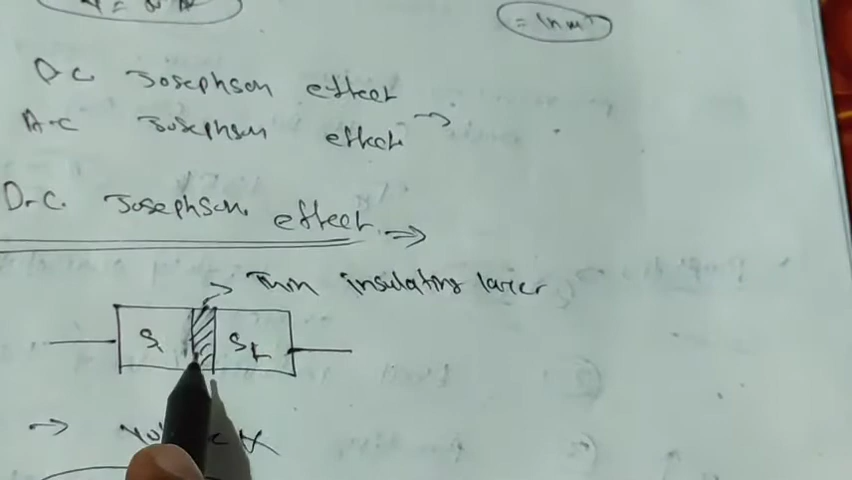 = 1nm
D.C. Josephson effect
A.C Josephson effect →
D.C. Josephson effect →
→ Thin insulating layer
S₁ S₂
→